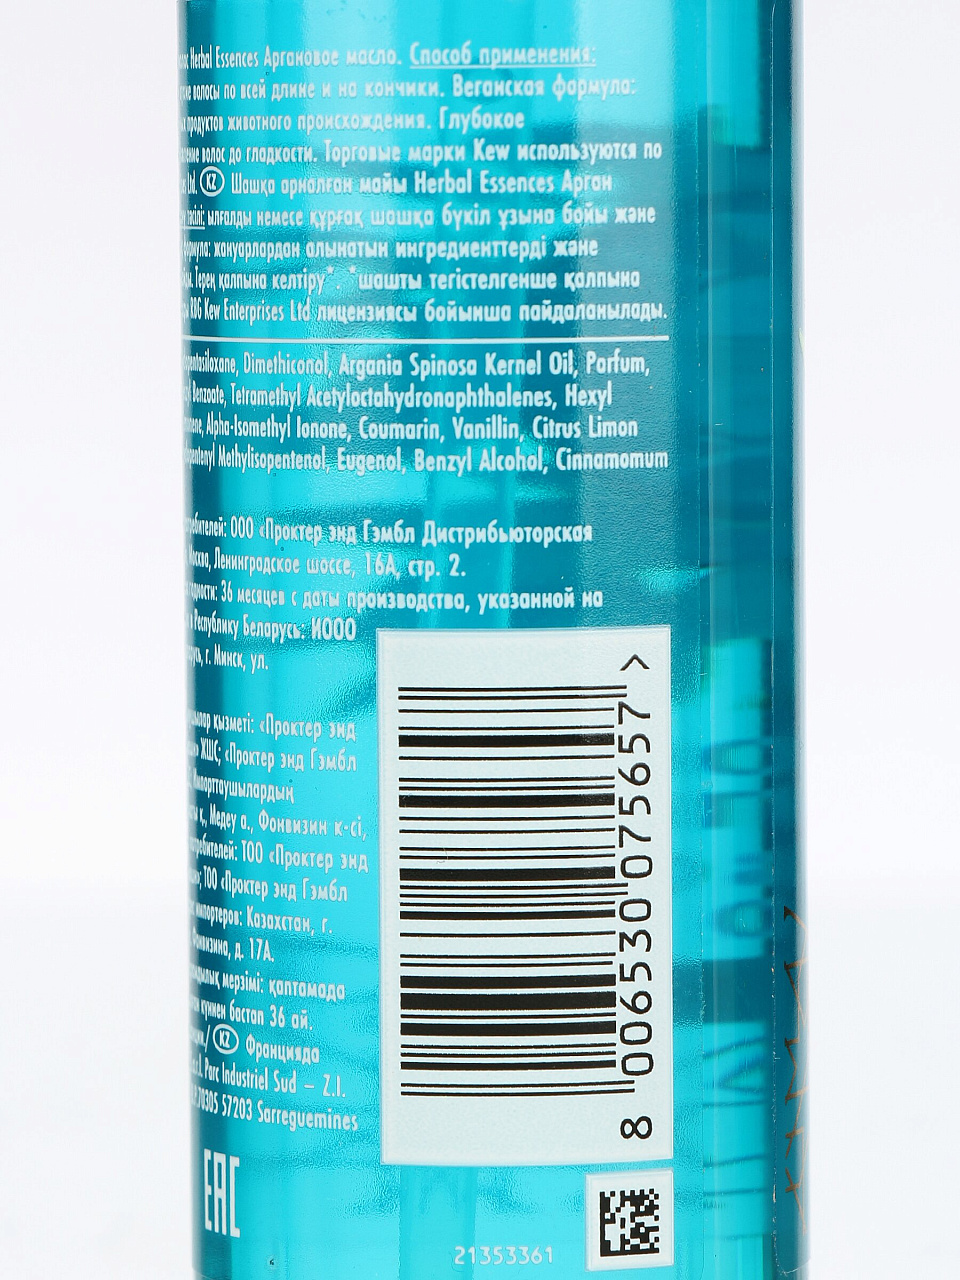 Herbal Essences Аргановое масло. Способ применения:
волосы по всей длине и на кончики. Веганская формула:
продуктов животного происхождения. Глубокое
волос до гладкости. Торговые марки Kew используются по
Ltd. KZ Шашқа арналған майы Herbal Essences Арган
тәсілі: ылғалды немесе құрғақ шашқа бүкіл ұзына бойы және
формула: жануарлардан алынатын ингредиенттерді және
Терең қалпына келтіру*. *шашты тегістелгенше қалпына
RBG Kew Enterprises Ltd лицензиясы бойынша пайдаланылады.
Dimethiconol, Argania Spinosa Kernel Oil, Parfum,
Benzoate, Tetramethyl Acetyloctahydronaphthalenes, Hexyl
Alpha-Isomethyl Ionone, Coumarin, Vanillin, Citrus Limon
Methylisopentenol, Eugenol, Benzyl Alcohol, Cinnamomum
ООО «Проктер энд Гэмбл Дистрибьюторская
Москва, Ленинградское шоссе, 16А, стр. 2.
годности: 36 месяцев с даты производства, указанной на
в Республику Беларусь: ИООО
г. Минск, ул.
қызметі: «Проктер энд
ЖШС; «Проктер энд Гэмбл
Импорттаушылардың
қ., Медеу а., Фонвизин к-сі,
ТОО «Проктер энд
ТОО «Проктер энд Гэмбл
импортеров: Казахстан, г.
Фонвизина, д. 17А.
мерзімі: қаптамада
күннен бастап 36 ай.
KZ Францияда
Parc Industriel Sud – Z.I.
70305 57203 Sarreguemines
8 006530 075657 >
EAC
21353361